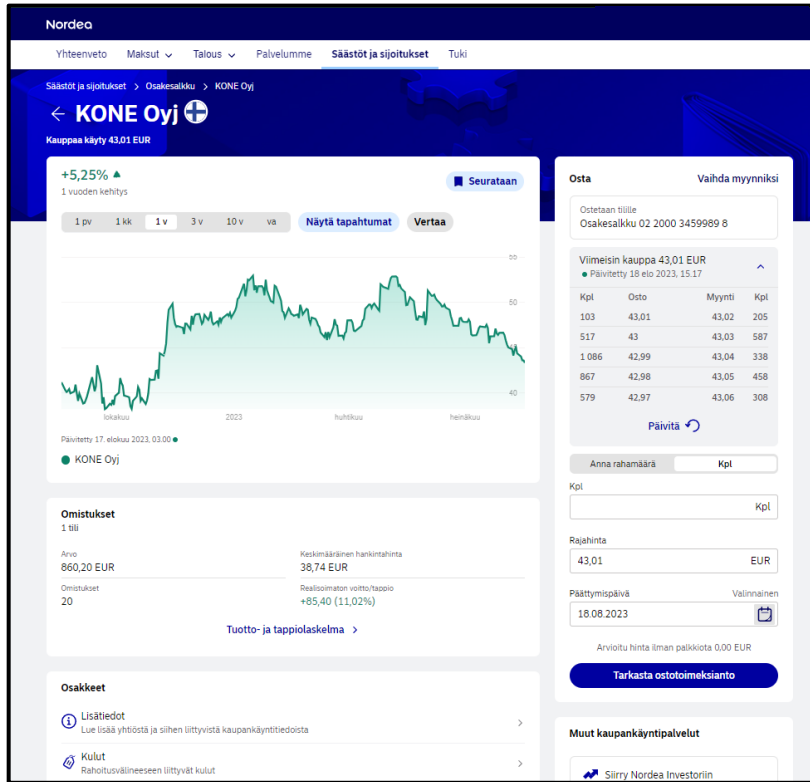 Nordea
Yhteenveto Maksut Talous Palvelumme Säästöt ja sijoitukset Tuki
Säästöt ja sijoitukset > Osakesalkku > KONE Oyj
← KONE Oyj
Kauppaa käyty 43,01 EUR
+5,25% ▲
1 vuoden kehitys
Seurataan
1 pv 1 kk 1 v 3 v 10 v va Näytä tapahtumat Vertaa
50
40
lokakuu 2023 huhtikuu heinäkuu
Päivitetty 17. elokuu 2023, 03.00
KONE Oyj
Omistukset
1 tili
Arvo Keskimääräinen hankintahinta
860,20 EUR 38,74 EUR
Omistukset Realisoimaton voitto/tappio
20 +85,40 (11,02%)
Tuotto- ja tappiolaskelma >
Osakkeet
Lisätiedot
Lue lisää yhtiöstä ja siihen liittyvistä kaupankäyntitiedoista
Kulut
Rahoitusvälineeseen liittyvät kulut
Osta Vaihda myynniksi
Ostetaan tilille
Osakesalkku 02 2000 3459989 8
Viimeisin kauppa 43,01 EUR
Päivitetty 18 elo 2023, 15.17
Kpl Osto Myynti Kpl
103 43,01 43,02 205
517 43 43,03 587
1 086 42,99 43,04 338
867 42,98 43,05 458
579 42,97 43,06 308
Päivitä
Anna rahamäärä Kpl
Kpl
Kpl
Rajahinta
43,01 EUR
Päättymispäivä Valinnainen
18.08.2023
Arvioitu hinta ilman palkkiota 0,00 EUR
Tarkasta ostotoimeksianto
Muut kaupankäyntipalvelut
Siirry Nordea Investoriin